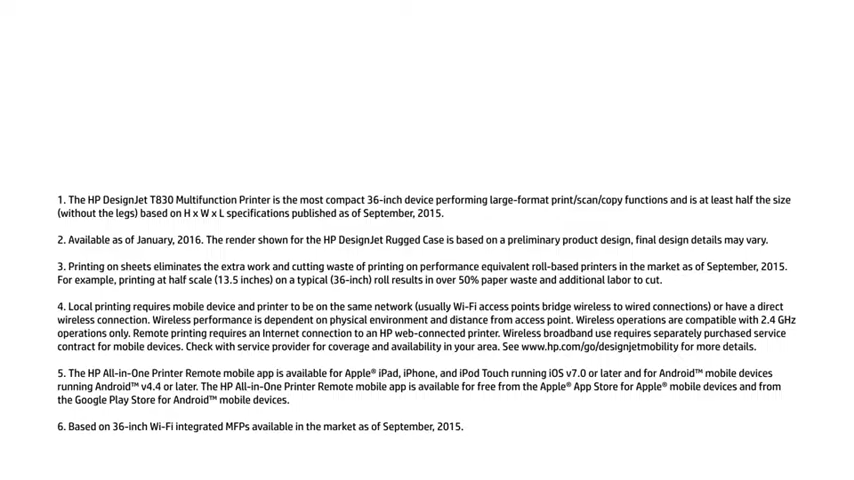 1. The HP DesignJet T830 Multifunction Printer is the most compact 36-inch device performing large-format print/scan/copy functions and is at least half the size
(without the legs) based on H x W x L specifications published as of September, 2015.
2. Available as of January, 2016. The render shown for the HP DesignJet Rugged Case is based on a preliminary product design, final design details may vary.
3. Printing on sheets eliminates the extra work and cutting waste of printing on performance equivalent roll-based printers in the market as of September, 2015.
For example, printing at half scale (13.5 inches) on a typical (36-inch) roll results in over 50% paper waste and additional labor to cut.
4. Local printing requires mobile device and printer to be on the same network (usually Wi-Fi access points bridge wireless to wired connections) or have a direct
wireless connection. Wireless performance is dependent on physical environment and distance from access point. Wireless operations are compatible with 2.4 GHz
operations only. Remote printing requires an Internet connection to an HP web-connected printer. Wireless broadband use requires separately purchased service
contract for mobile devices. Check with service provider for coverage and availability in your area. See www.hp.com/go/designjetmobility for more details.
5. The HP All-in-One Printer Remote mobile app is available for Apple® iPad, iPhone, and iPod Touch running iOS v7.0 or later and for Android™ mobile devices
running Android™ v4.4 or later. The HP All-in-One Printer Remote mobile app is available for free from the Apple® App Store for Apple® mobile devices and from
the Google Play Store for Android™ mobile devices.
6. Based on 36-inch Wi-Fi integrated MFPs available in the market as of September, 2015.